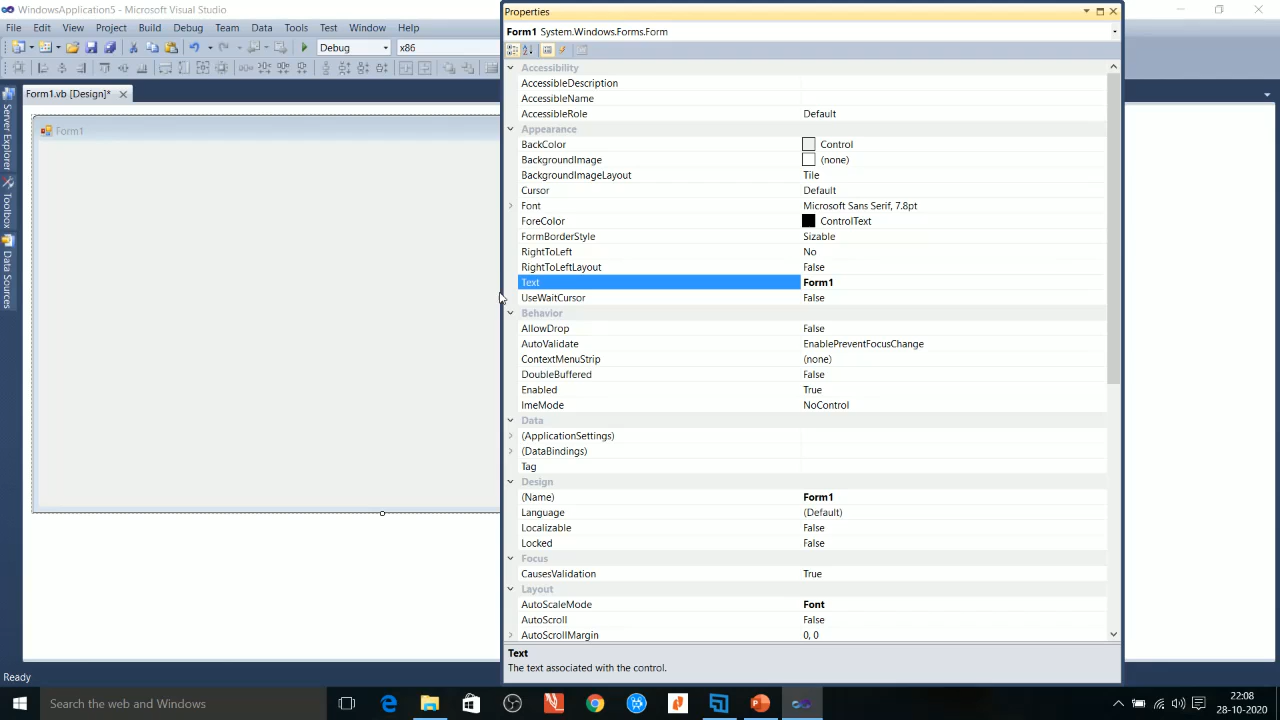 WindowsApplication5 - Microsoft Visual Studio
File Edit View Project Build Debug Team Data Tools Test Window Help
Debug x86
Form1.vb [Design]*
Server Explorer
Toolbox
Data Sources
Form1
Properties
Form1 System.Windows.Forms.Form
Accessibility
AccessibleDescription
AccessibleName
AccessibleRole Default
Appearance
BackColor Control
BackgroundImage (none)
BackgroundImageLayout Tile
Cursor Default
Font Microsoft Sans Serif, 7.8pt
ForeColor ControlText
FormBorderStyle Sizable
RightToLeft No
RightToLeftLayout False
Text Form1
UseWaitCursor False
Behavior
AllowDrop False
AutoValidate EnablePreventFocusChange
ContextMenuStrip (none)
DoubleBuffered False
Enabled True
ImeMode NoControl
Data
(ApplicationSettings)
(DataBindings)
Tag
Design
(Name) Form1
Language (Default)
Localizable False
Locked False
Focus
CausesValidation True
Layout
AutoScaleMode Font
AutoScroll False
AutoScrollMargin 0, 0
Text
The text associated with the control.
Ready
Search the web and Windows
22:08
28-10-2020